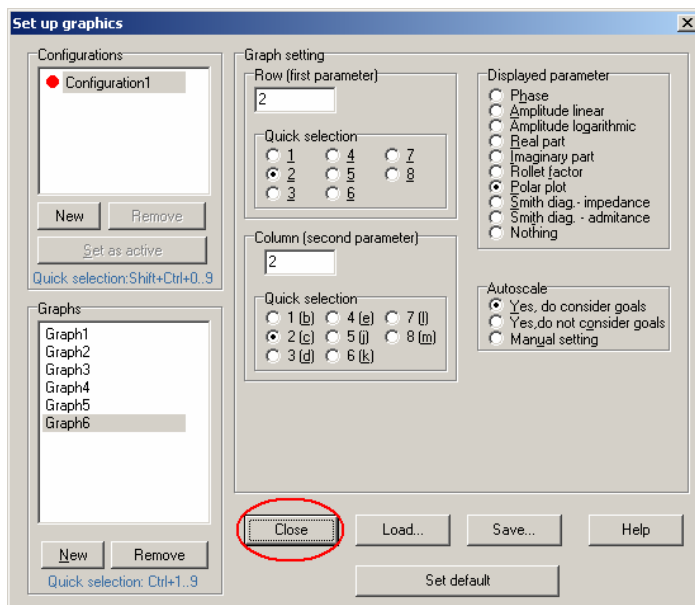 Set up graphics
Configurations
Configuration1
New Remove
Set as active
Quick selection:Shift+Ctrl+0..9
Graphs
Graph1
Graph2
Graph3
Graph4
Graph5
Graph6
New Remove
Quick selection: Ctrl+1..9
Graph setting
Row (first parameter)
2
Quick selection
1 4 7
2 5 8
3 6
Column (second parameter)
2
Quick selection
1 (b) 4 (e) 7 (l)
2 (c) 5 (j) 8 (m)
3 (d) 6 (k)
Displayed parameter
Phase
Amplitude linear
Amplitude logarithmic
Real part
Imaginary part
Rollet factor
Polar plot
Smith diag.- impedance
Smith diag. - admitance
Nothing
Autoscale
Yes, do consider goals
Yes,do not consider goals
Manual setting
Close Load... Save... Help
Set default